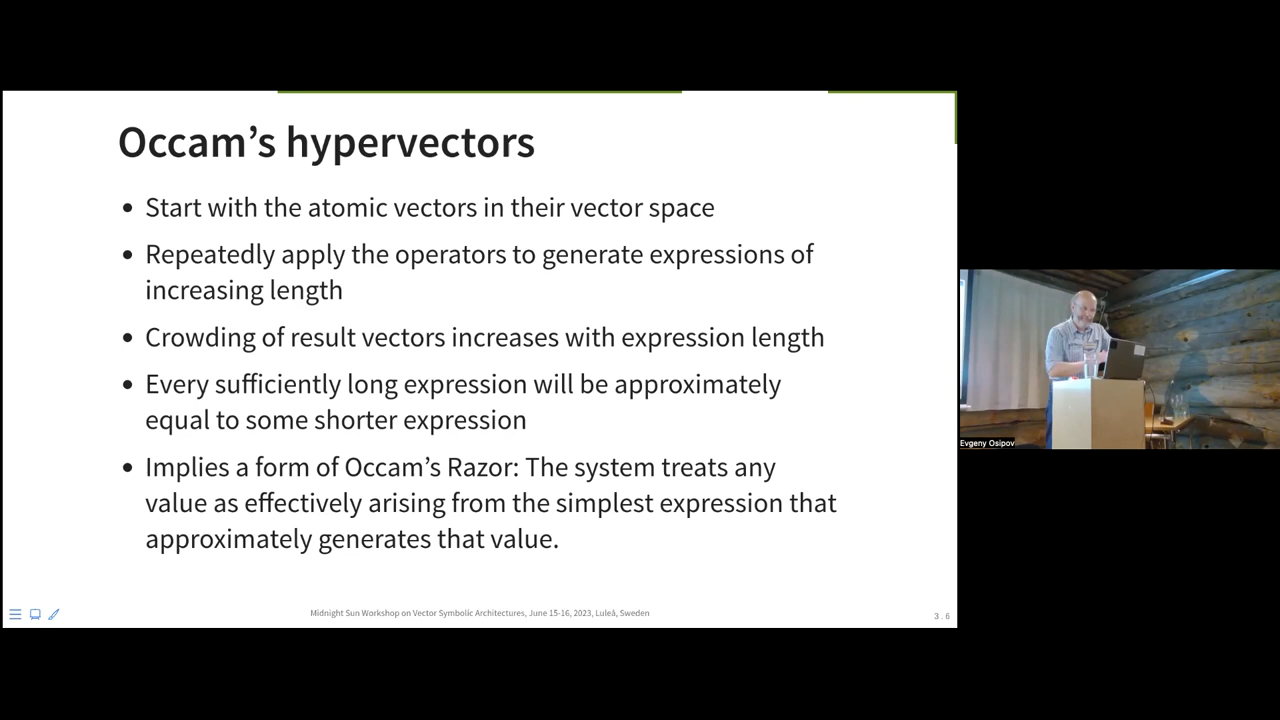 Occam’s hypervectors
• Start with the atomic vectors in their vector space
• Repeatedly apply the operators to generate expressions of
increasing length
• Crowding of result vectors increases with expression length
• Every sufficiently long expression will be approximately
equal to some shorter expression
• Implies a form of Occam’s Razor: The system treats any
value as effectively arising from the simplest expression that
approximately generates that value.
Midnight Sun Workshop on Vector Symbolic Architectures, June 15-16, 2023, Luleå, Sweden
3 . 6
Evgeny Osipov